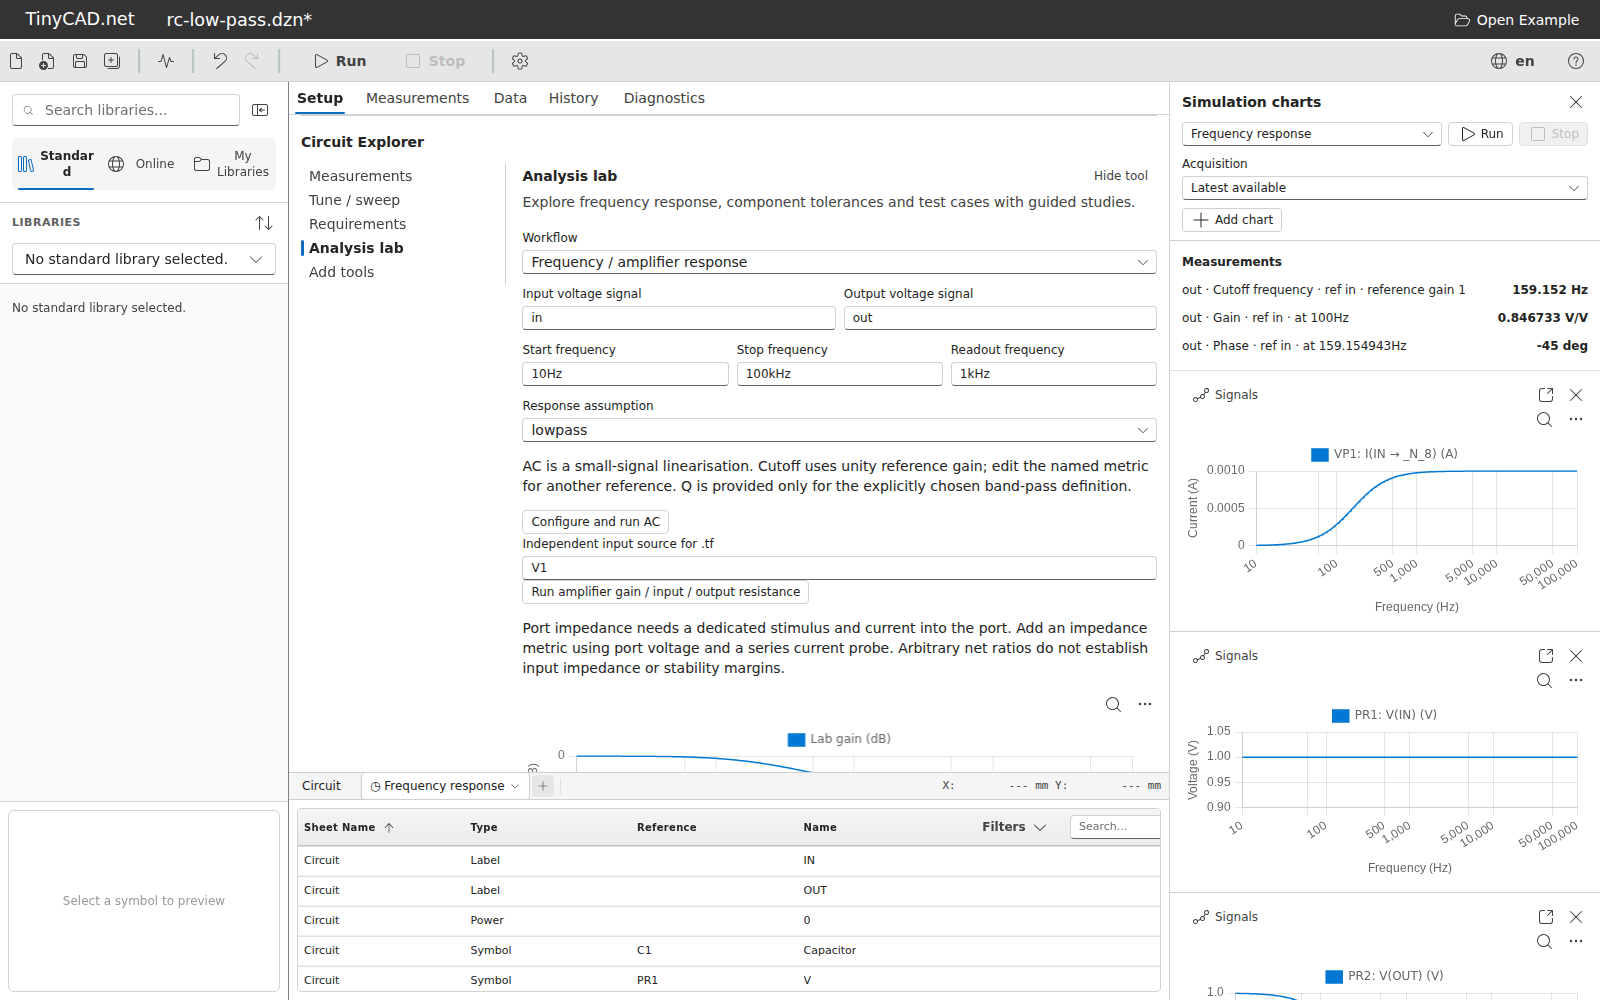 TinyCAD.net
rc-low-pass.dzn*
Open Example
Run
Stop
en
Search libraries...
Standar
d
Online
My
Libraries
LIBRARIES
No standard library selected.
No standard library selected.
Select a symbol to preview
Setup
Measurements
Data
History
Diagnostics
Circuit Explorer
Measurements
Tune / sweep
Requirements
Analysis lab
Add tools
Analysis lab
Hide tool
Explore frequency response, component tolerances and test cases with guided studies.
Workflow
Frequency / amplifier response
Input voltage signal
Output voltage signal
in
out
Start frequency
Stop frequency
Readout frequency
10Hz
100kHz
1kHz
Response assumption
lowpass
AC is a small-signal linearisation. Cutoff uses unity reference gain; edit the named metric
for another reference. Q is provided only for the explicitly chosen band-pass definition.
Configure and run AC
Independent input source for .tf
V1
Run amplifier gain / input / output resistance
Port impedance needs a dedicated stimulus and current into the port. Add an impedance
metric using port voltage and a series current probe. Arbitrary net ratios do not establish
input impedance or stability margins.
Lab gain (dB)
0
Circuit
Frequency response
X: --- mm Y: --- mm
Sheet Name
Type
Reference
Name
Filters
Search...
Circuit Label IN
Circuit Label OUT
Circuit Power 0
Circuit Symbol C1 Capacitor
Circuit Symbol PR1 V
Simulation charts
Frequency response
Run
Stop
Acquisition
Latest available
Add chart
Measurements
out · Cutoff frequency · ref in · reference gain 1 159.152 Hz
out · Gain · ref in · at 100Hz 0.846733 V/V
out · Phase · ref in · at 159.154943Hz -45 deg
Signals
VP1: I(IN → _N_8) (A)
Current (A)
0.0010
0.0005
0
10 100 500 1,000 5,000 10,000 50,000 100,000
Frequency (Hz)
Signals
PR1: V(IN) (V)
Voltage (V)
1.05
1.00
0.95
0.90
10 100 500 1,000 5,000 10,000 50,000 100,000
Frequency (Hz)
Signals
PR2: V(OUT) (V)
1.0